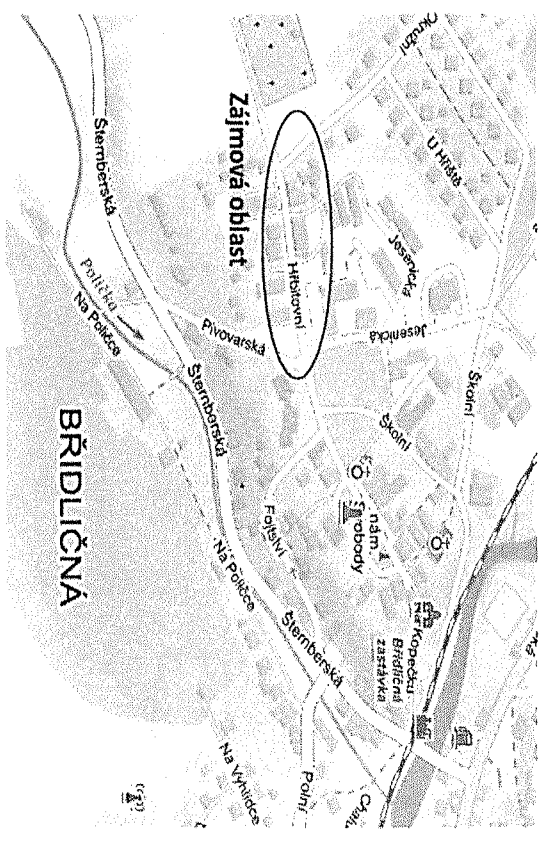 Okružní
U Hřiště
Zájmová oblast
Hřbitovní
Jesenická
Jesenická
Školní
Školní
Šternberská
Polička
Na Poličce
Pivovarská
Šternberská
BŘIDLIČNÁ
Fojtství
nám
Svobody
Na Kopečku
Břidličná
zastávka
Na Poličce
Šternberská
Polní
Na Vyhlídce